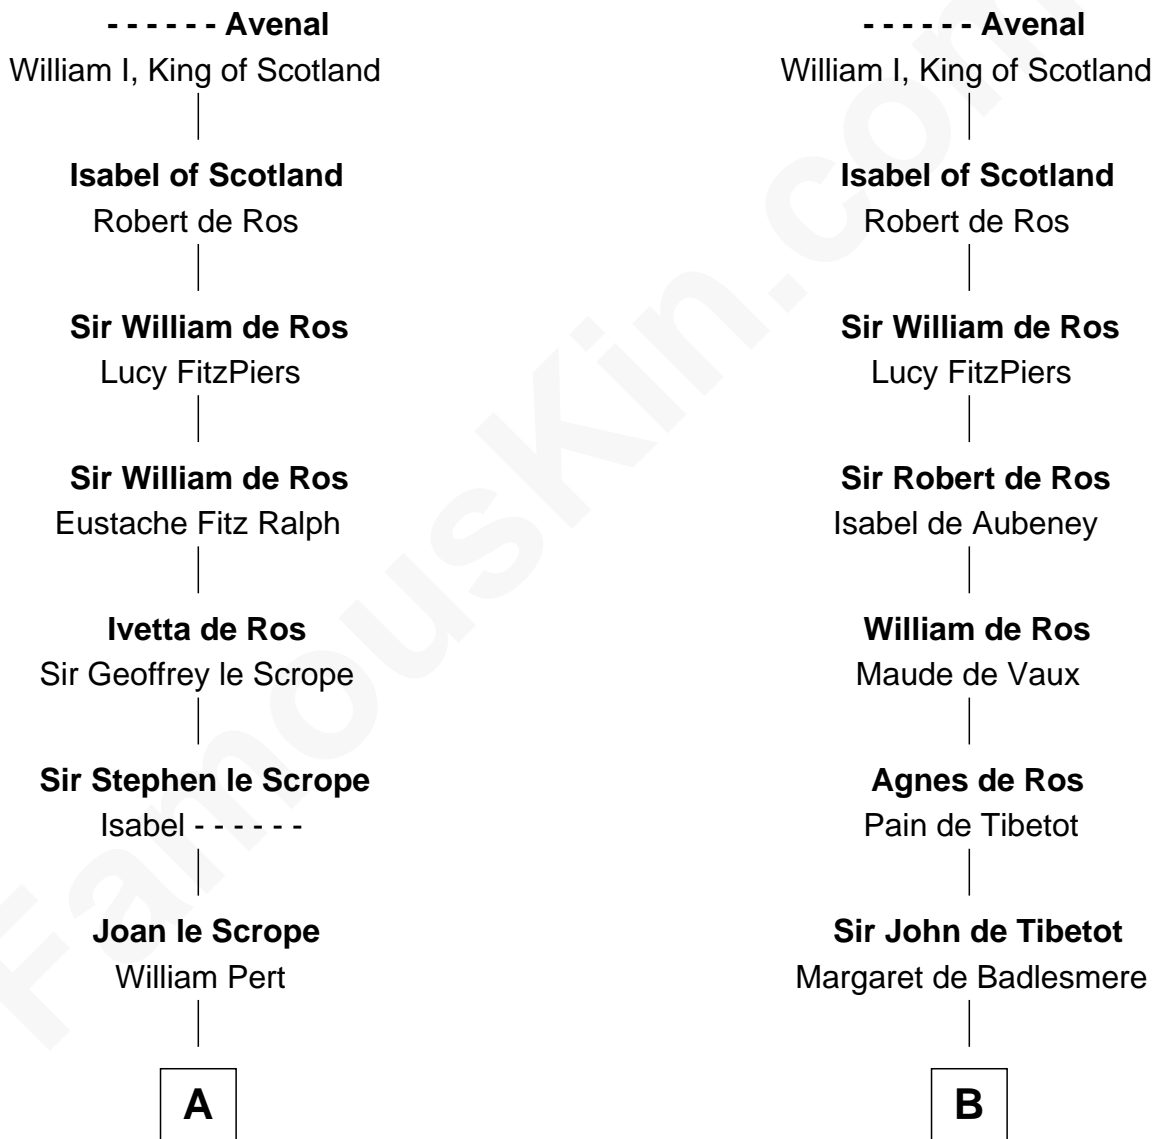 - - - - - - Avenal
William I, King of Scotland
Isabel of Scotland
Robert de Ros
Sir William de Ros
Lucy FitzPiers
Sir William de Ros
Eustache Fitz Ralph
Ivetta de Ros
Sir Geoffrey le Scrope
Sir Stephen le Scrope
Isabel - - - - - -
Joan le Scrope
William Pert
A
- - - - - - Avenal
William I, King of Scotland
Isabel of Scotland
Robert de Ros
Sir William de Ros
Lucy FitzPiers
Sir Robert de Ros
Isabel de Aubeney
William de Ros
Maude de Vaux
Agnes de Ros
Pain de Tibetot
Sir John de Tibetot
Margaret de Badlesmere
B
FamousKin.com